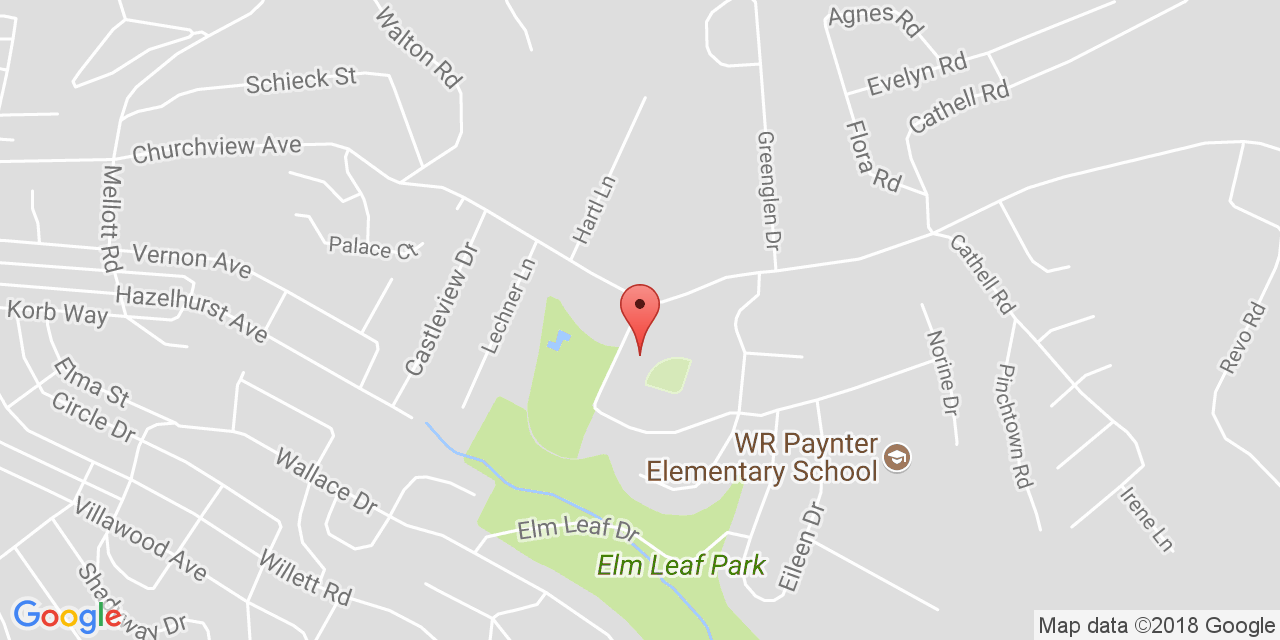 Agnes Rd
Walton Rd
Evelyn Rd
Schieck St
Cathell Rd
Churchview Ave
Flora Rd
Greenglen Dr
Mellott Rd
Hartl Ln
Palace Ct
Vernon Ave
Castleview Dr
Lechner Ln
Cathell Rd
Hazelhurst Ave
Korb Way
Revo Rd
Norine Dr
Pinchtown Rd
Elma St
Circle Dr
WR Paynter
Elementary School
Wallace Dr
Irene Ln
Villawood Ave
Elm Leaf Dr
Eileen Dr
Elm Leaf Park
Willett Rd
Shadeway Dr
Google
Map data ©2018 Google